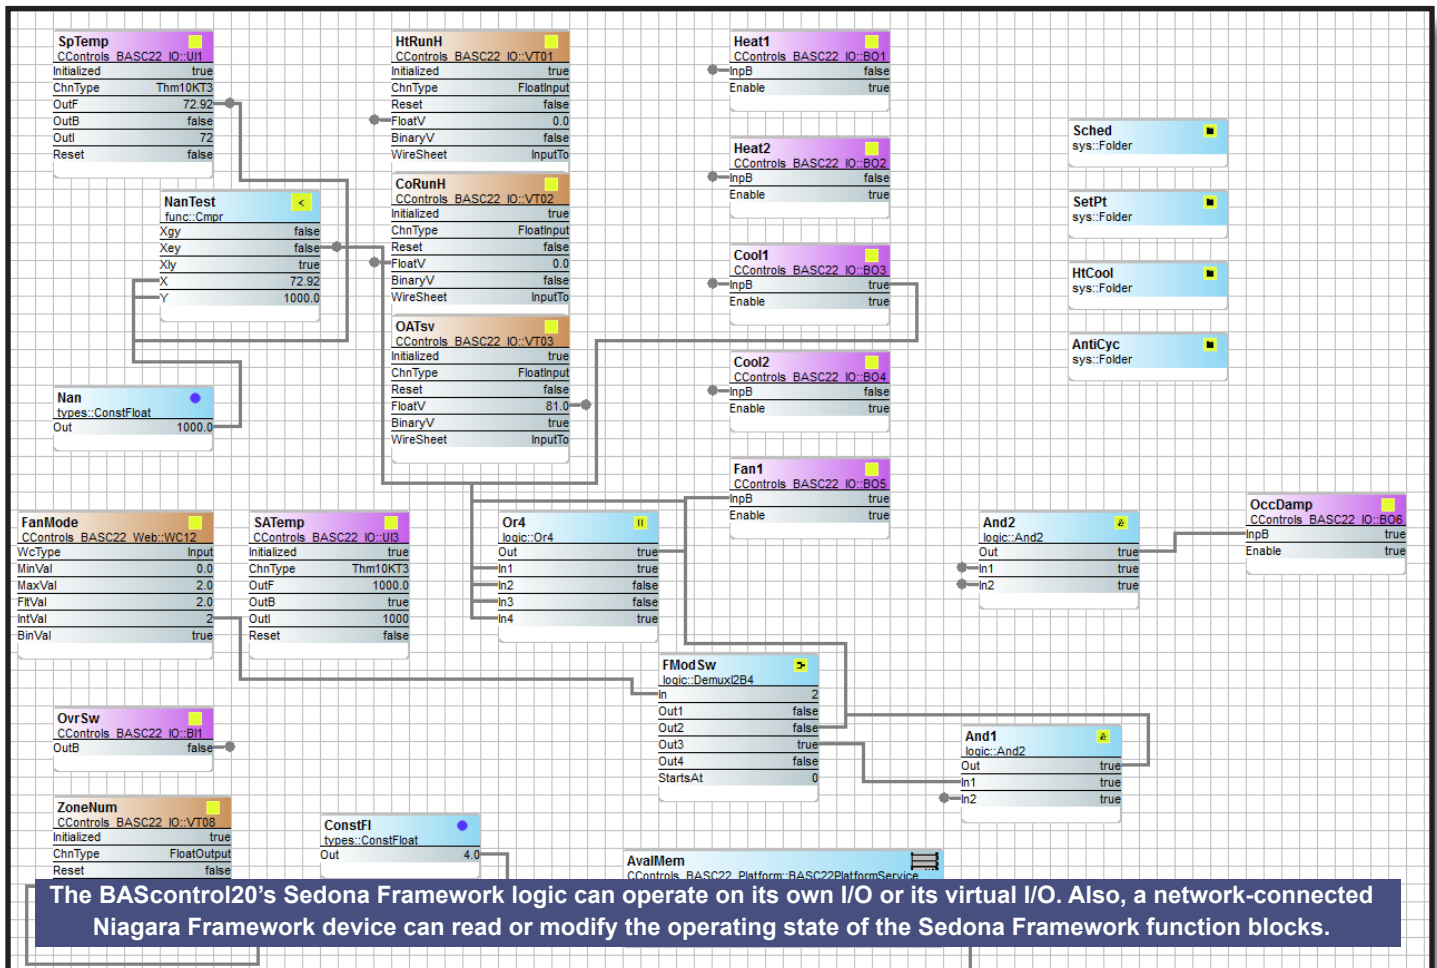 SpTemp
CControls_BASC22_IO::UI1
Initialized true
ChnType Thm10KT3
OutF 72.92
OutB false
OutI 72
Reset false
HtRunH
CControls_BASC22_IO::VT01
Initialized true
ChnType FloatInput
Reset false
FloatV 0.0
BinaryV false
WireSheet InputTo
Heat1
CControls_BASC22_IO::BO1
InpB false
Enable true
Heat2
CControls_BASC22_IO::BO2
InpB false
Enable true
Sched
sys::Folder
NanTest
func::Cmpr
Xgy false
Xey false
Xly true
X 72.92
Y 1000.0
CoRunH
CControls_BASC22_IO::VT02
Initialized true
ChnType FloatInput
Reset false
FloatV 0.0
BinaryV false
WireSheet InputTo
Cool1
CControls_BASC22_IO::BO3
InpB true
Enable true
SetPt
sys::Folder
HtCool
sys::Folder
AntiCyc
sys::Folder
OATsv
CControls_BASC22_IO::VT03
Initialized true
ChnType FloatInput
Reset false
FloatV 81.0
BinaryV true
WireSheet InputTo
Cool2
CControls_BASC22_IO::BO4
InpB false
Enable true
Nan
types::ConstFloat
Out 1000.0
Fan1
CControls_BASC22_IO::BO5
InpB true
Enable true
FanMode
CControls_BASC22_Web::WC12
WcType Input
MinVal 0.0
MaxVal 2.0
FltVal 2.0
IntVal 2
BinVal true
SATemp
CControls_BASC22_IO::UI3
Initialized true
ChnType Thm10KT3
OutF 1000.0
OutB true
OutI 1000
Reset false
Or4
logic::Or4
Out true
In1 true
In2 false
In3 false
In4 true
And2
logic::And2
Out true
In1 true
In2 true
OccDamp
CControls_BASC22_IO::BO6
InpB true
Enable true
FModSw
logic::DemuxI2B4
In 2
Out1 false
Out2 false
Out3 true
Out4 false
StartsAt 0
OvrSw
CControls_BASC22_IO::BI1
OutB false
And1
logic::And2
Out true
In1 true
In2 true
ZoneNum
CControls_BASC22_IO::VT08
Initialized true
ChnType FloatOutput
Reset false
ConstFl
types::ConstFloat
Out 4.0
AvalMem
CControls_BASC22_Platform::BASC22PlatformService
The BAScontrol20’s Sedona Framework logic can operate on its own I/O or its virtual I/O. Also, a network-connected
Niagara Framework device can read or modify the operating state of the Sedona Framework function blocks.